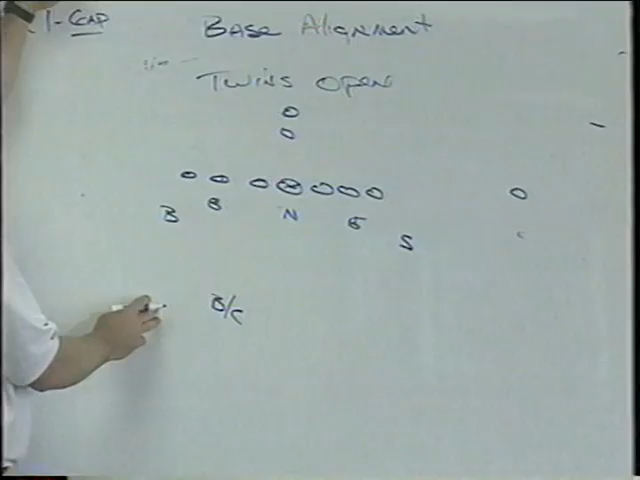 1-GAP
Base Alignment
Twins Open
B B N E
S
B/C